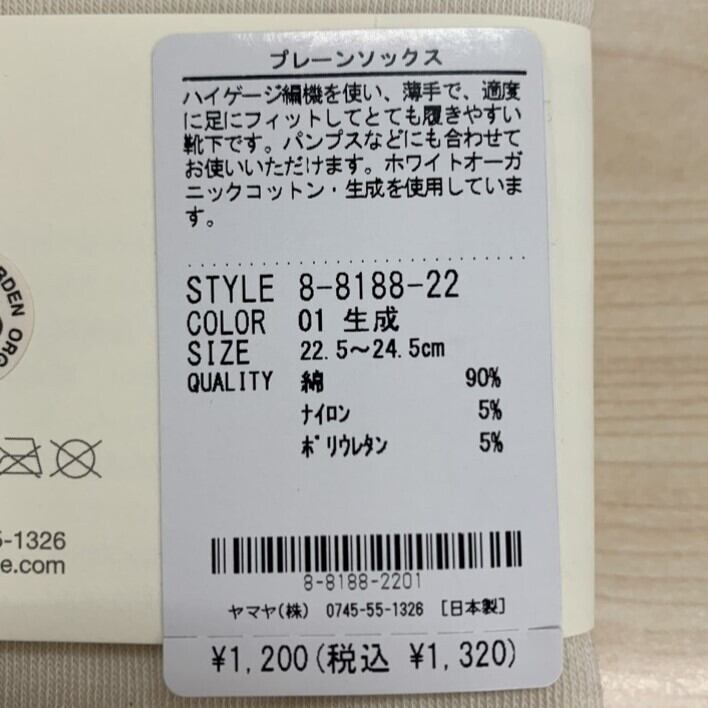 プレーンソックス
ハイゲージ編機を使い、薄手で、適度
に足にフィットしてとても履きやすい
靴下です。パンプスなどにも合わせて
お使いいただけます。ホワイトオーガ
ニックコットン・生成を使用していま
す。
STYLE 8-8188-22
COLOR 01 生成
SIZE 22.5～24.5cm
QUALITY 綿 90%
ナイロン 5%
ポリウレタン 5%
8-8188-2201
ヤマヤ(株) 0745-55-1326 [日本製]
¥1,200(税込 ¥1,320)
ORG
5-1326
e.com